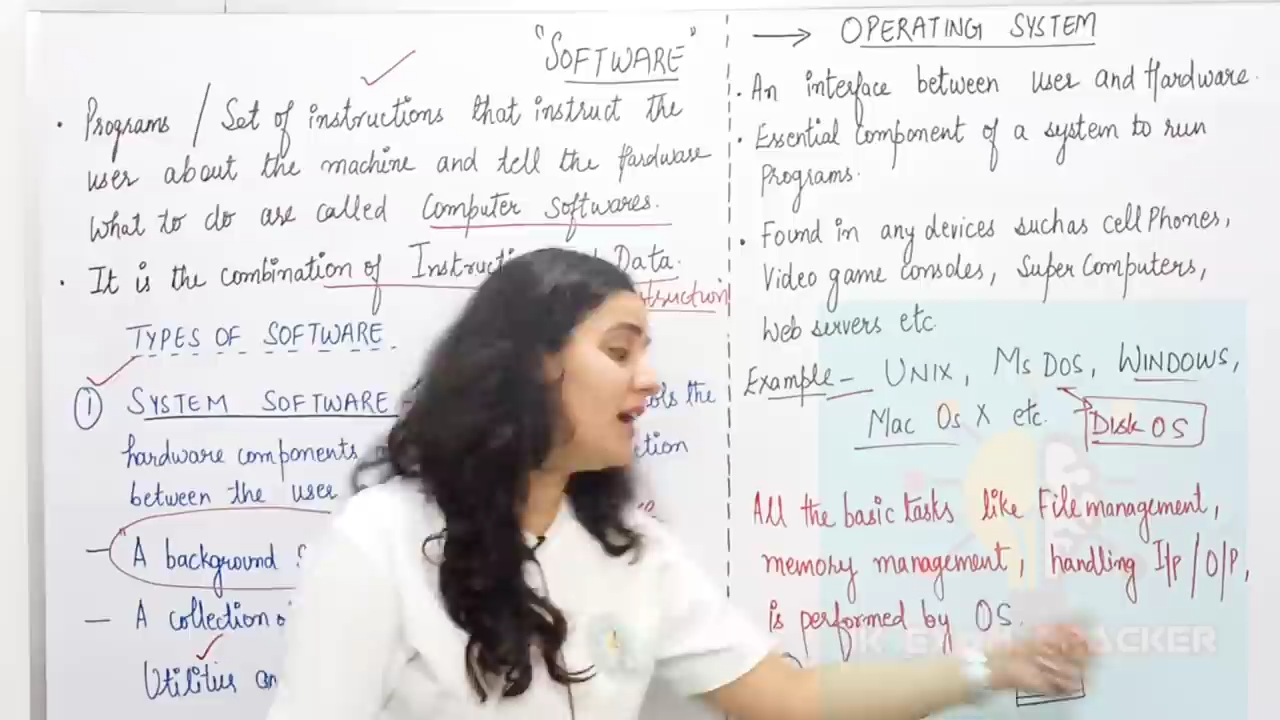 "SOFTWARE"
• Programs / Set of instructions that instruct the
user about the machine and tell the Hardware
What to do are called Computer Softwares.
• It is the combination of Data.
TYPES OF SOFTWARE
① SYSTEM SOFTWARE the
hardware components
between the user
— A background
— A collection
Utilities
→ OPERATING SYSTEM
• An interface between user and Hardware.
• Essential Component of a system to run
Programs.
• Found in any devices such as cell Phones,
Video game consoles, Super Computers,
Web servers etc.
Example — UNIX, Ms DOS, WINDOWS,
Mac Os X etc. Disk OS
All the basic tasks like File management,
memory management, handling I/p / O/P,
is performed by OS.